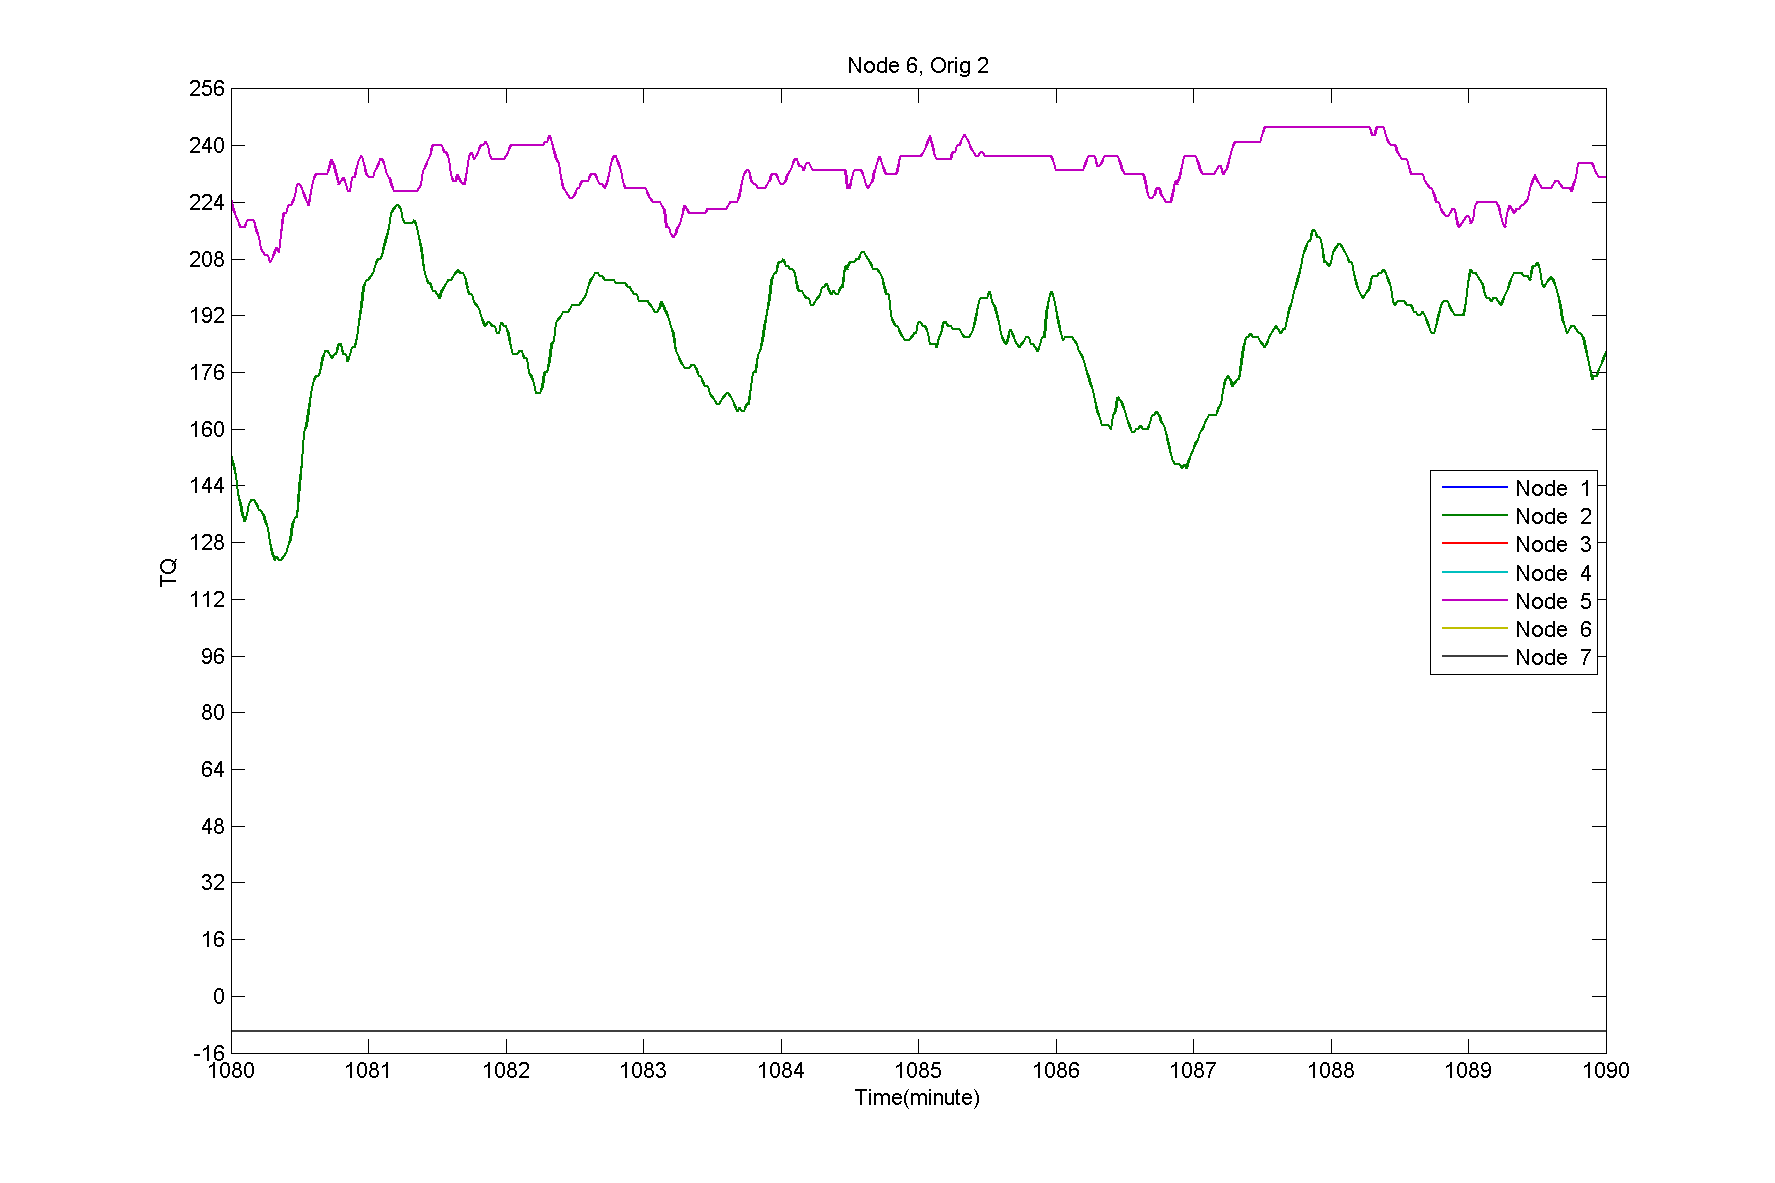 Node 6, Orig 2
256
240
224
208
192
176
160
144
128
112
96
80
64
48
32
16
0
-16
TQ
Node 1
Node 2
Node 3
Node 4
Node 5
Node 6
Node 7
1080 1081 1082 1083 1084 1085 1086 1087 1088 1089 1090
Time(minute)